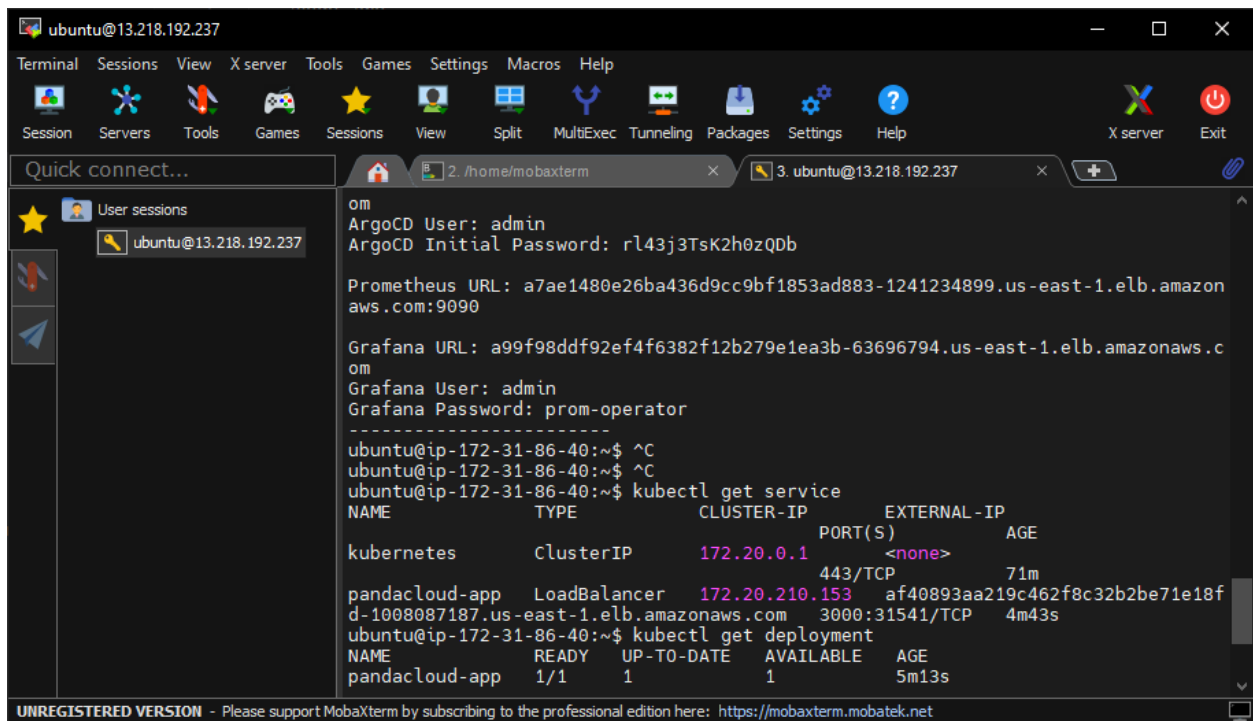 ubuntu@13.218.192.237
Terminal Sessions View X server Tools Games Settings Macros Help
Session Servers Tools Games Sessions View Split MultiExec Tunneling Packages Settings Help X server Exit
Quick connect...
2. /home/mobaxterm
3. ubuntu@13.218.192.237
User sessions
ubuntu@13.218.192.237
om
ArgoCD User: admin
ArgoCD Initial Password: rl43j3TsK2h0zQDb
Prometheus URL: a7ae1480e26ba436d9cc9bf1853ad883-1241234899.us-east-1.elb.amazon
aws.com:9090
Grafana URL: a99f98ddf92ef4f6382f12b279e1ea3b-63696794.us-east-1.elb.amazonaws.c
om
Grafana User: admin
Grafana Password: prom-operator
------------------------
ubuntu@ip-172-31-86-40:~$ ^C
ubuntu@ip-172-31-86-40:~$ ^C
ubuntu@ip-172-31-86-40:~$ kubectl get service
NAME TYPE CLUSTER-IP EXTERNAL-IP
PORT(S) AGE
kubernetes ClusterIP 172.20.0.1 <none>
443/TCP 71m
pandacloud-app LoadBalancer 172.20.210.153 af40893aa219c462f8c32b2be71e18f
d-1008087187.us-east-1.elb.amazonaws.com 3000:31541/TCP 4m43s
ubuntu@ip-172-31-86-40:~$ kubectl get deployment
NAME READY UP-TO-DATE AVAILABLE AGE
pandacloud-app 1/1 1 1 5m13s
UNREGISTERED VERSION - Please support MobaXterm by subscribing to the professional edition here: https://mobaxterm.mobatek.net